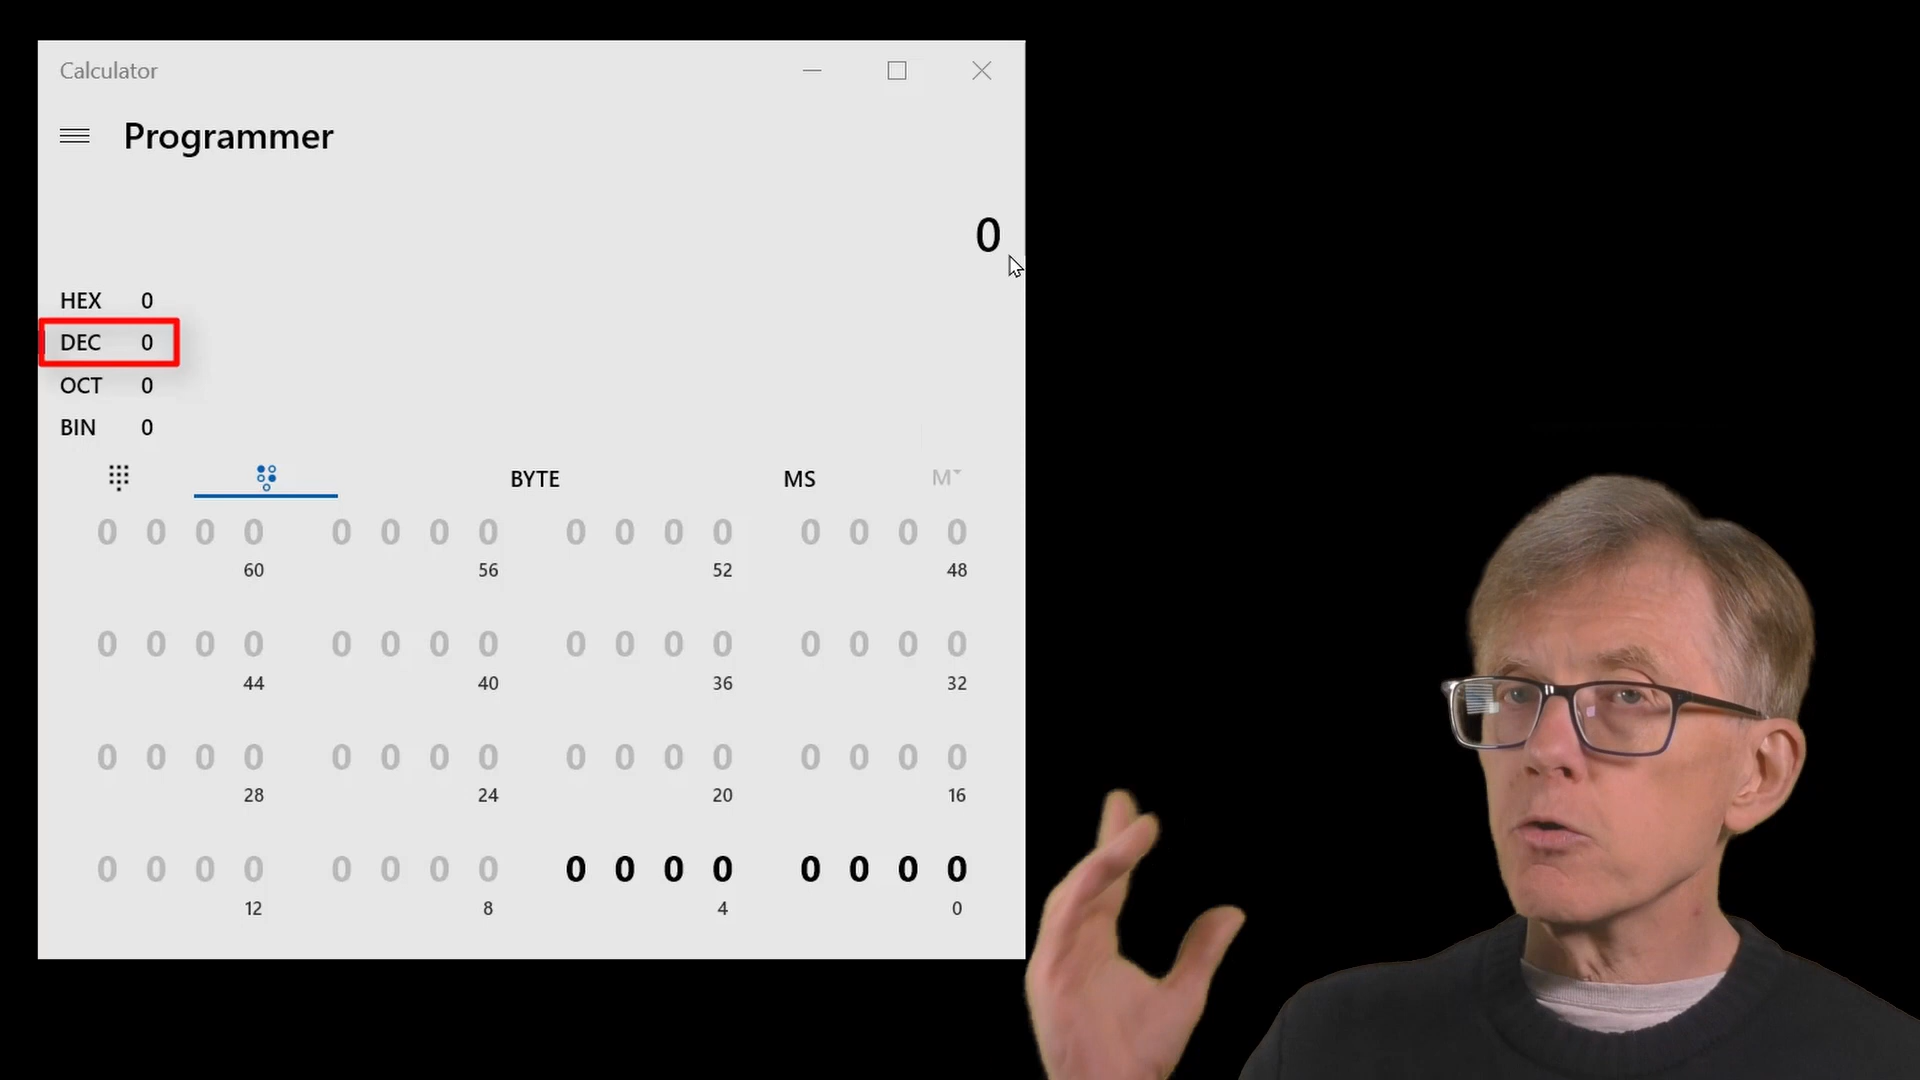 Calculator
Programmer
0
HEX 0
DEC 0
OCT 0
BIN 0
BYTE MS M
0 0 0 0 0 0 0 0 0 0 0 0 0 0 0 0
60 56 52 48
0 0 0 0 0 0 0 0 0 0 0 0 0 0 0 0
44 40 36 32
0 0 0 0 0 0 0 0 0 0 0 0 0 0 0 0
28 24 20 16
0 0 0 0 0 0 0 0 0 0 0 0 0 0 0 0
12 8 4 0